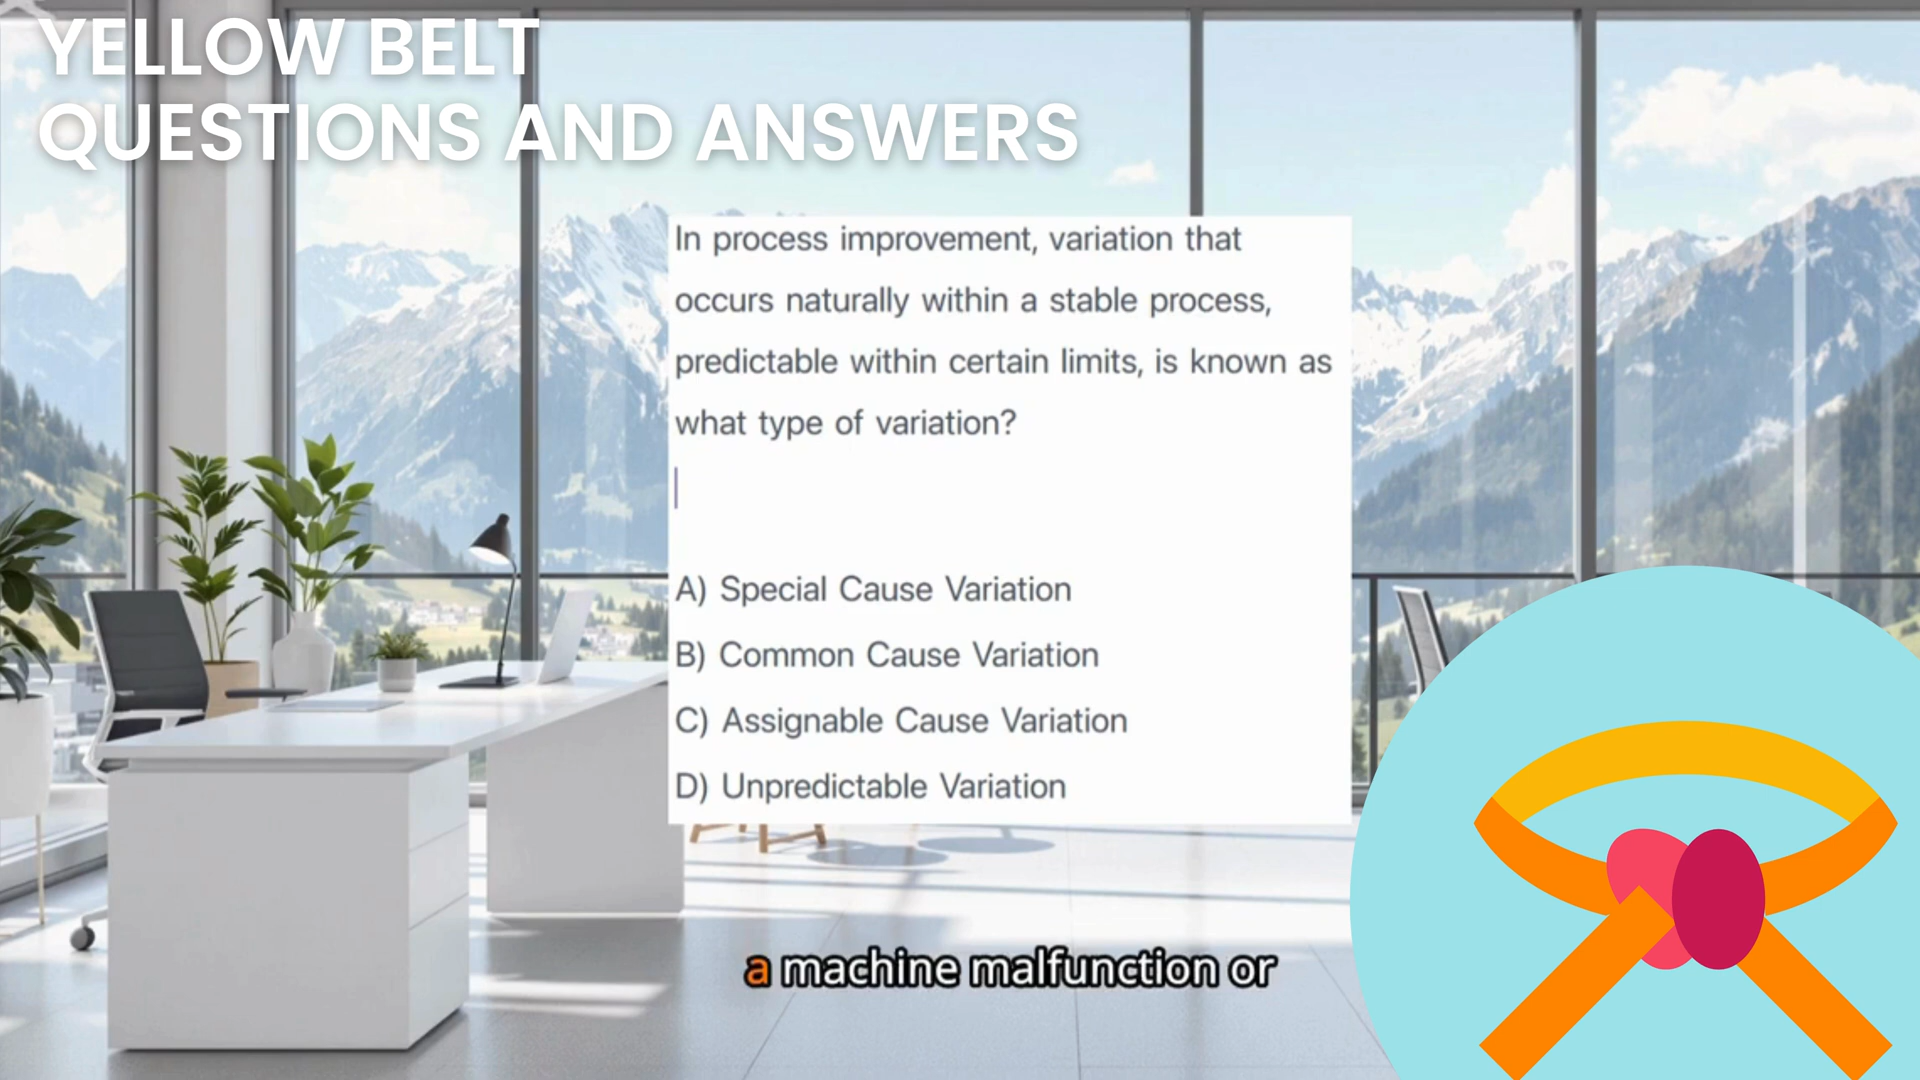 YELLOW BELT
QUESTIONS AND ANSWERS
In process improvement, variation that
occurs naturally within a stable process,
predictable within certain limits, is known as
what type of variation?
A) Special Cause Variation
B) Common Cause Variation
C) Assignable Cause Variation
D) Unpredictable Variation
a machine malfunction or